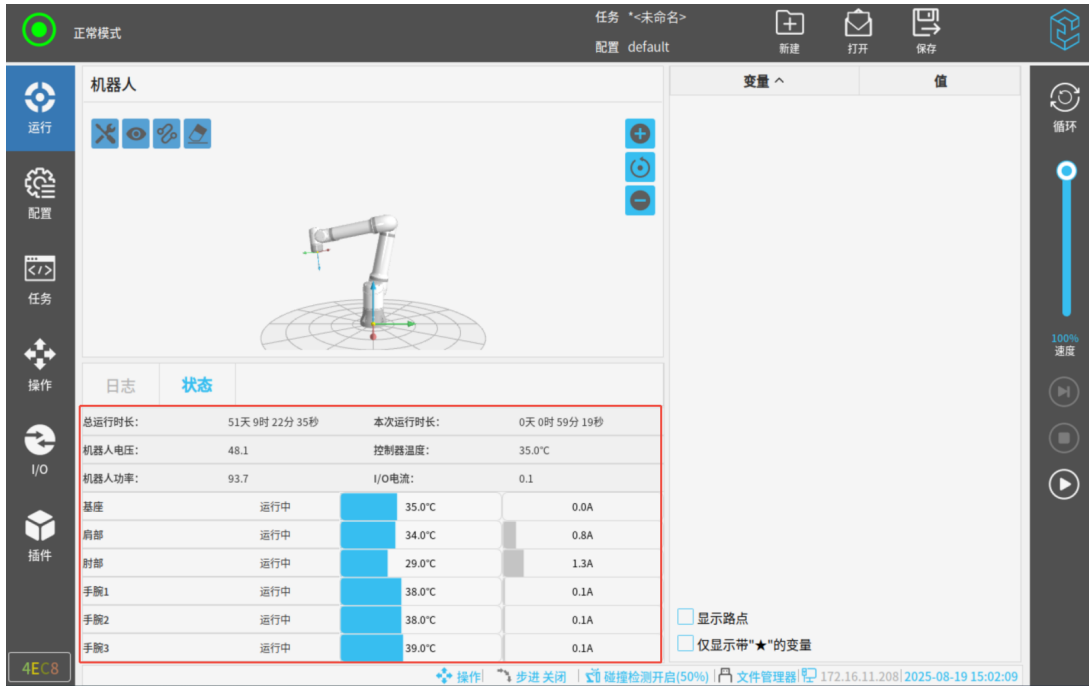 正常模式
任务 *<未命名>
配置 default
新建 打开 保存
运行
配置
任务
操作
I/O
插件
4EC8
机器人
日志 状态
总运行时长: 51天 9时 22分 35秒 本次运行时长: 0天 0时 59分 19秒
机器人电压: 48.1 控制器温度: 35.0℃
机器人功率: 93.7 I/O电流: 0.1
基座 运行中 35.0℃ 0.0A
肩部 运行中 34.0℃ 0.8A
肘部 运行中 29.0℃ 1.3A
手腕1 运行中 38.0℃ 0.1A
手腕2 运行中 38.0℃ 0.1A
手腕3 运行中 39.0℃ 0.1A
变量 值
显示路点
仅显示带"★"的变量
循环
100%
速度
操作 步进 关闭 碰撞检测开启(50%) 文件管理器 172.16.11.208 2025-08-19 15:02:09